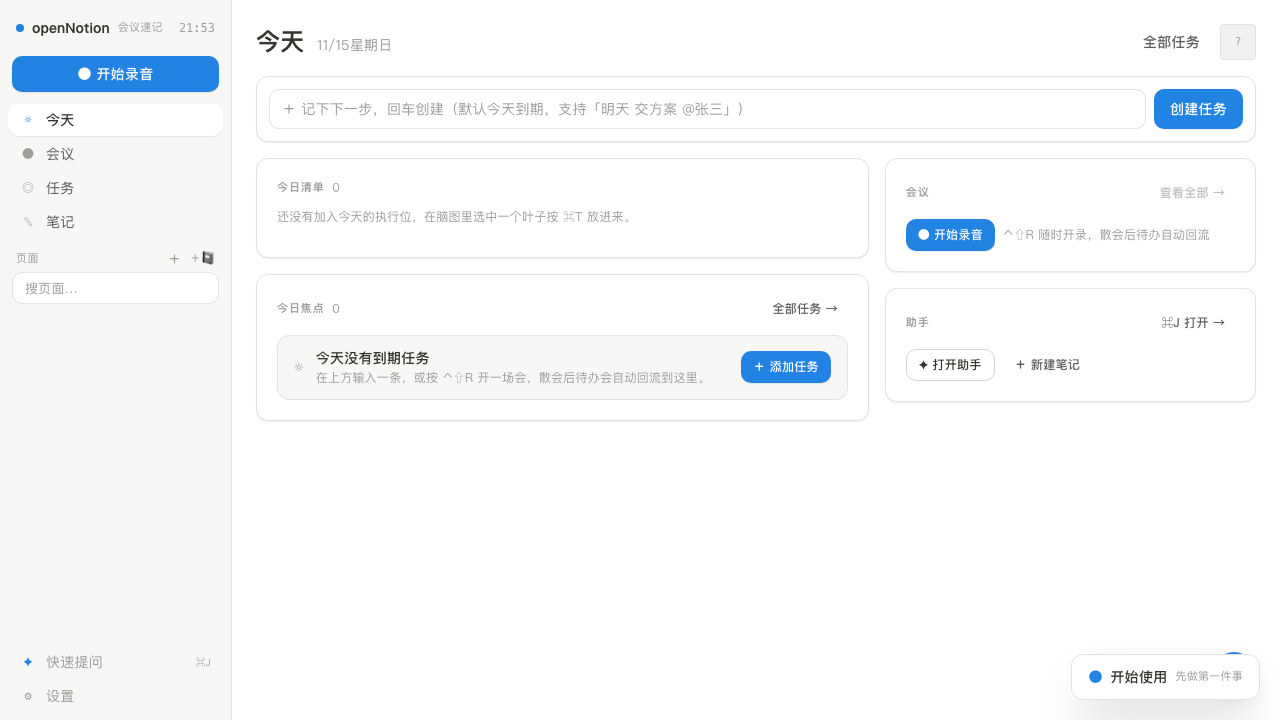 openNotion 会议速记 21:53
开始录音
今天
会议
任务
笔记
页面 + +
搜页面…
快速提问 ⌘J
设置
今天 11/15星期日
全部任务 ?
+ 记下下一步，回车创建（默认今天到期，支持「明天 交方案 @张三」）
创建任务
今日清单 0
还没有加入今天的执行位，在脑图里选中一个叶子按 ⌘T 放进来。
今日焦点 0 全部任务 →
今天没有到期任务
在上方输入一条，或按 ⌃⇧R 开一场会，散会后待办会自动回流到这里。
+ 添加任务
会议 查看全部 →
开始录音 ⌃⇧R 随时开录，散会后待办自动回流
助手 ⌘J 打开 →
✦ 打开助手 + 新建笔记
开始使用 先做第一件事